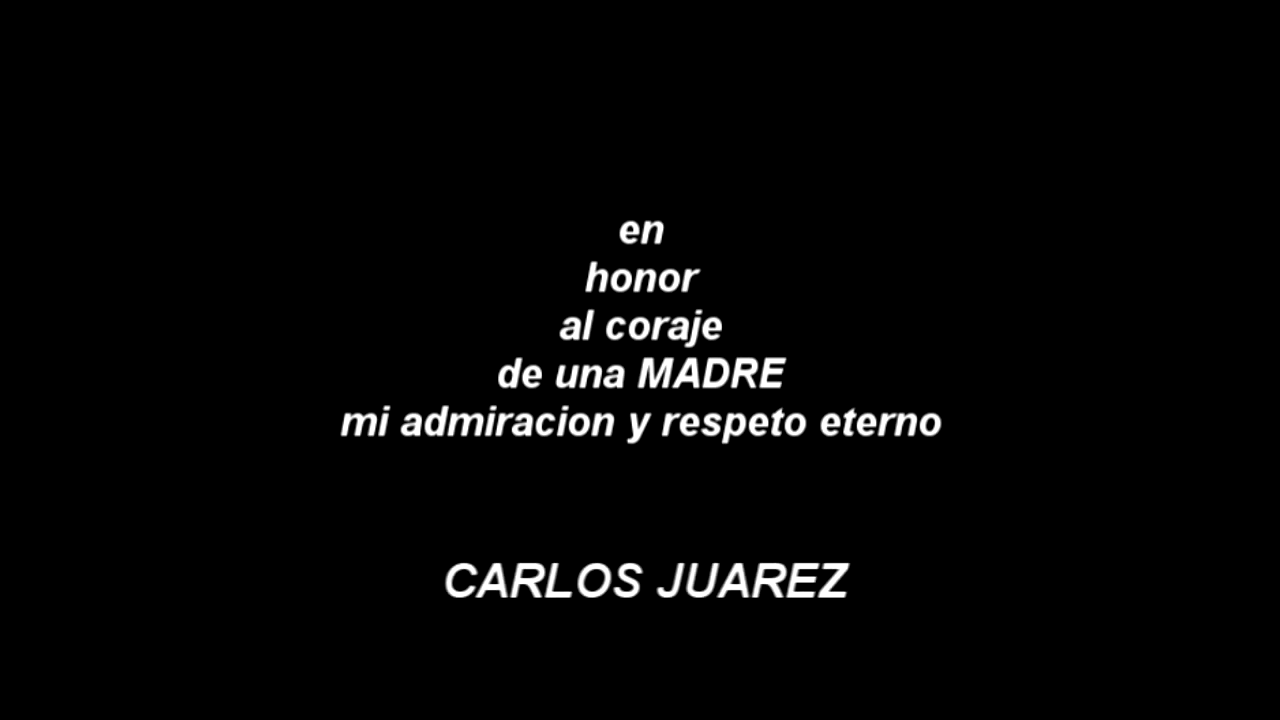 en
honor
al coraje
de una MADRE
mi admiracion y respeto eterno
CARLOS JUAREZ